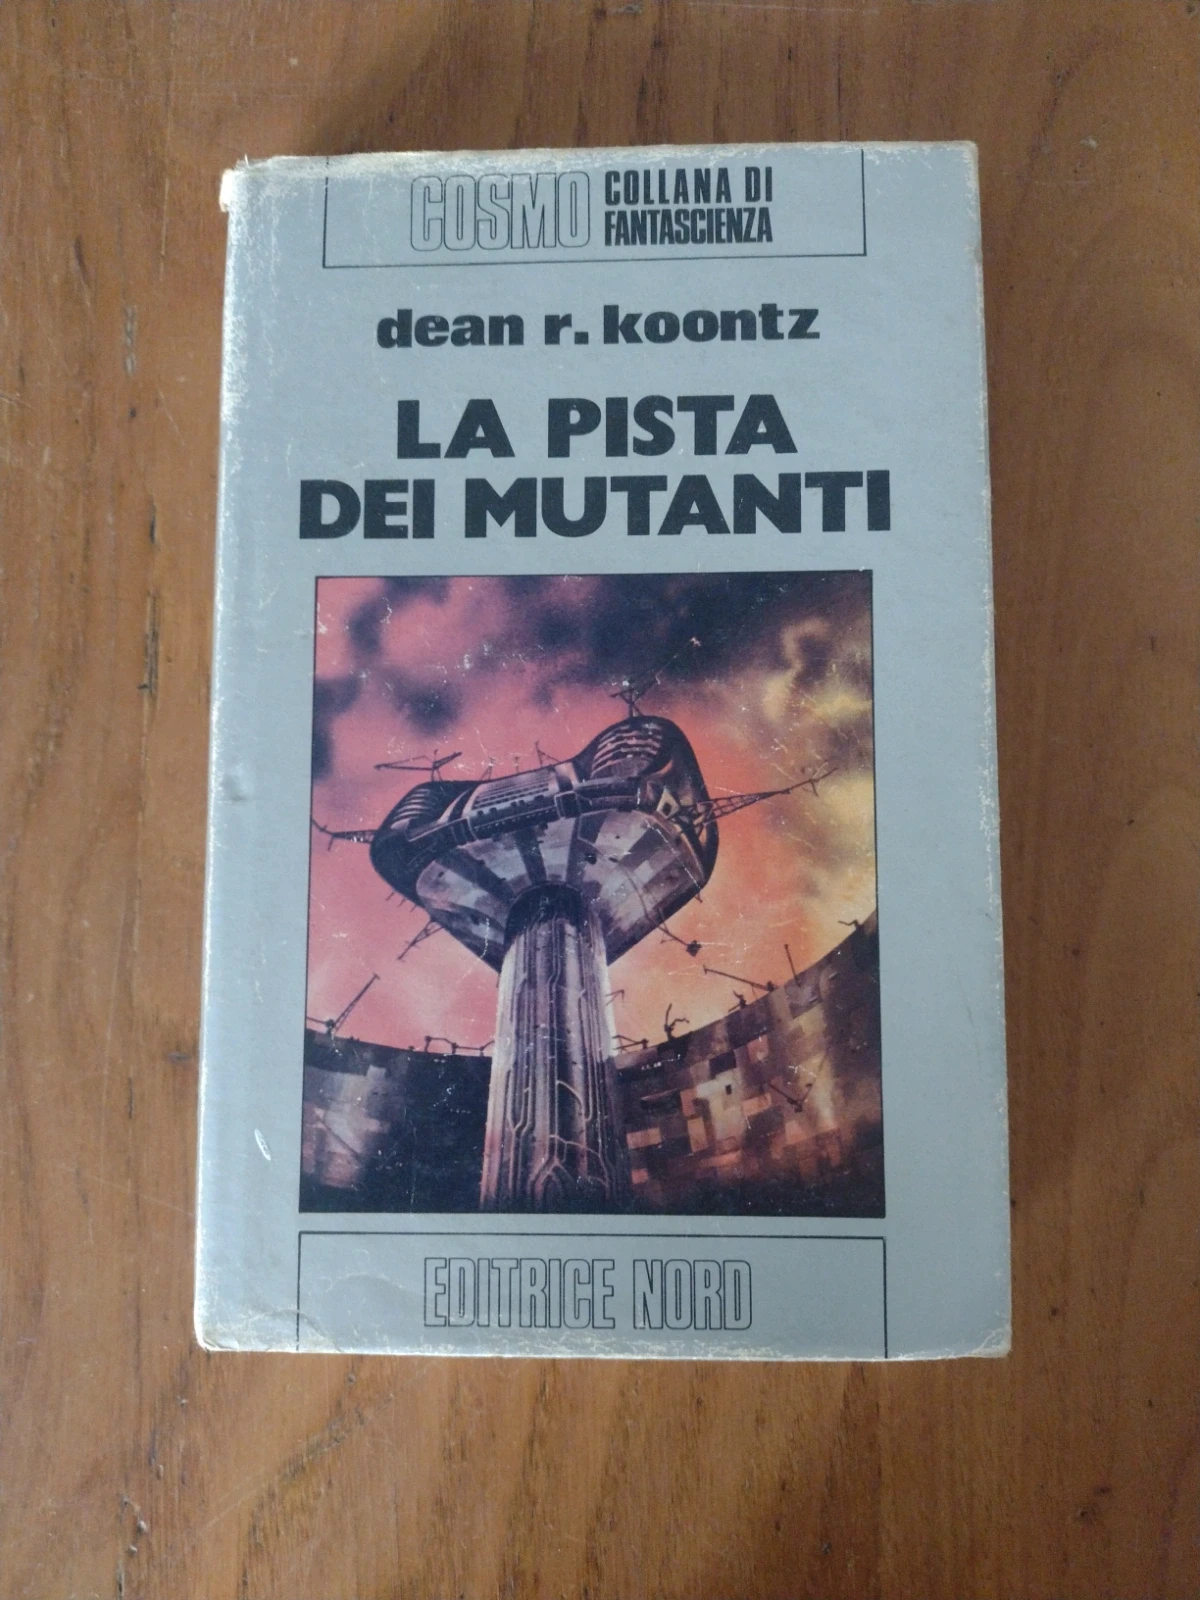 COSMO COLLANA DI
FANTASCIENZA
dean r. koontz
LA PISTA
DEI MUTANTI
EDITRICE NORD